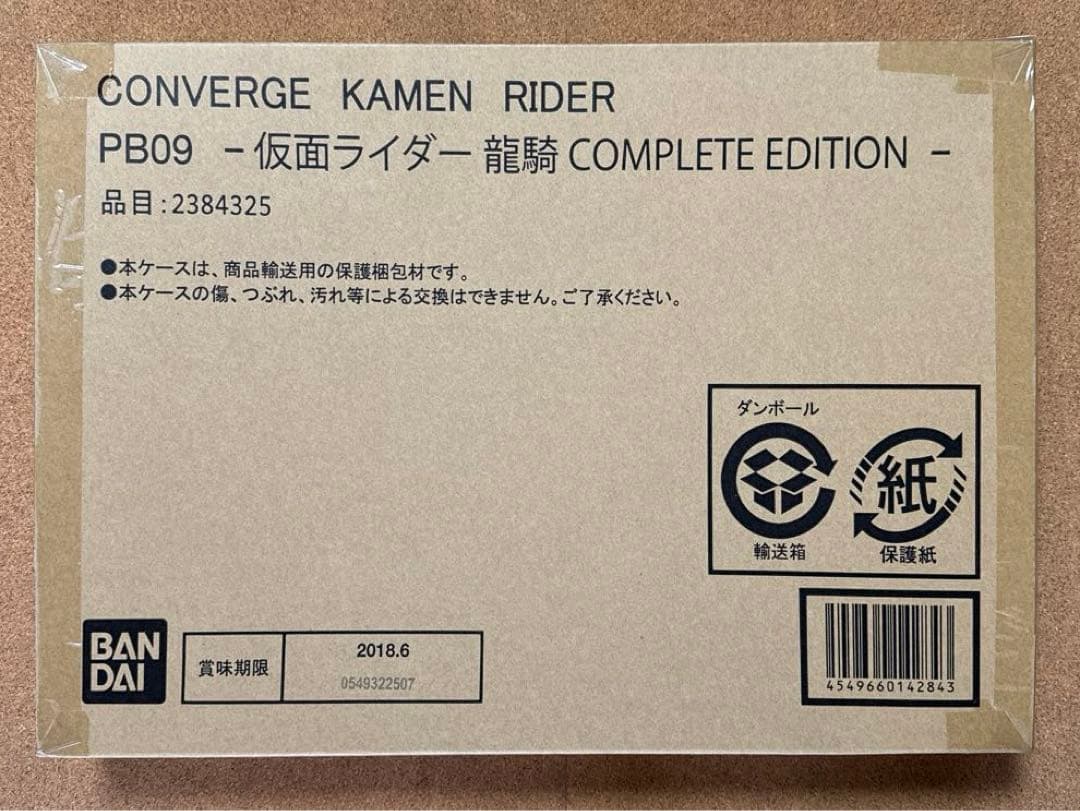 CONVERGE KAMEN RIDER
PB09 -仮面ライダー 龍騎 COMPLETE EDITION -
品目:2384325
●本ケースは、商品輸送用の保護梱包材です。
●本ケースの傷、つぶれ、汚れ等による交換はできません。ご了承ください。
ダンボール
紙
輸送箱
保護紙
BAN
DAI
賞味期限
2018.6
0549322507
4549660142843